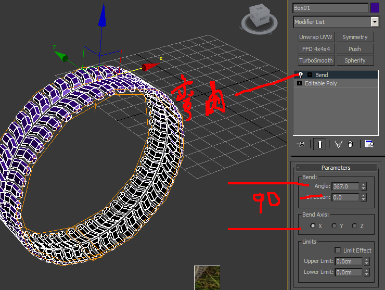 Box01
Modifier List
Unwrap UVW
Symmetry
FFD 4x4x4
Push
TurboSmooth
Spherify
弯曲
Bend
Editable Poly
Parameters
Bend:
Angle: 367.0
Direction: 0.0
90
Bend Axis:
X Y Z
Limits
Limit Effect
Upper Limit: 0.0cm
Lower Limit: 0.0cm